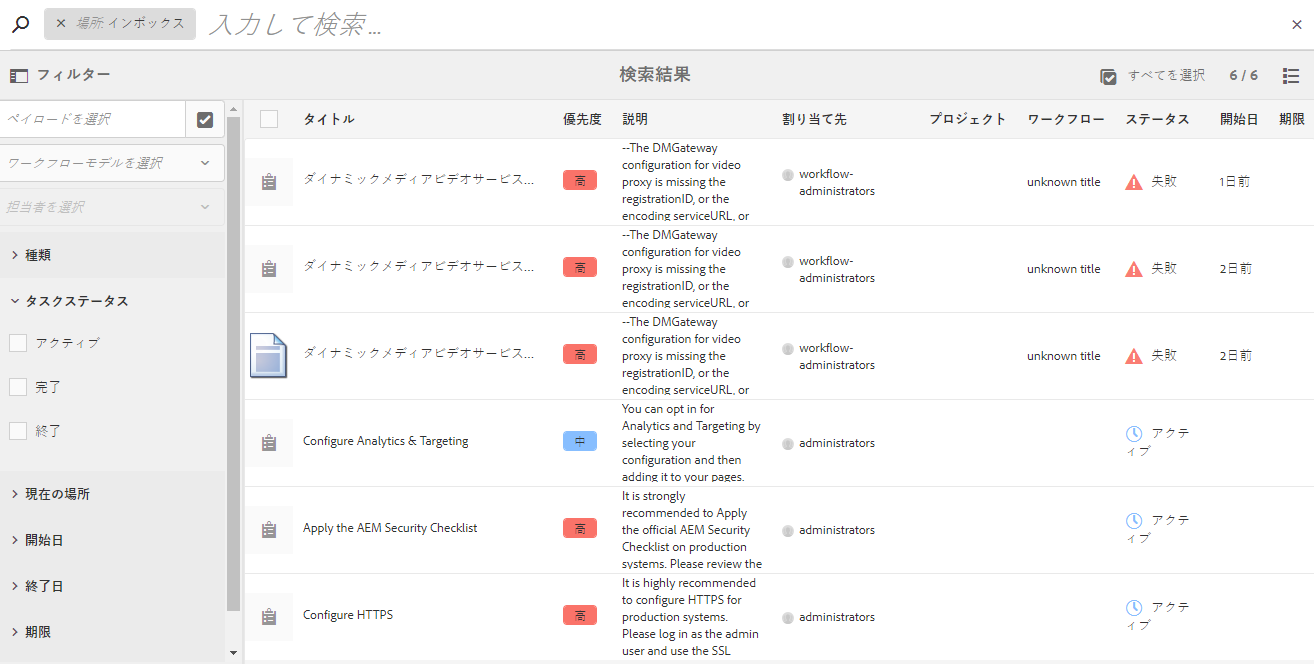 場所: インボックス
入力して検索 ...
フィルター
検索結果
すべてを選択
6 / 6
ペイロードを選択
ワークフローモデルを選択
担当者を選択
種類
タスクステータス
アクティブ
完了
終了
現在の場所
開始日
終了日
期限
タイトル 優先度 説明 割り当て先 プロジェクト ワークフロー ステータス 開始日 期限
ダイナミックメディアビデオサービス...
高
--The DMGateway
configuration for video
proxy is missing the
registrationID, or the
encoding serviceURL, or
workflow-
administrators
unknown title
失敗
1日前
ダイナミックメディアビデオサービス...
高
--The DMGateway
configuration for video
proxy is missing the
registrationID, or the
encoding serviceURL, or
workflow-
administrators
unknown title
失敗
2日前
ダイナミックメディアビデオサービス...
高
--The DMGateway
configuration for video
proxy is missing the
registrationID, or the
encoding serviceURL, or
workflow-
administrators
unknown title
失敗
2日前
Configure Analytics & Targeting
中
You can opt in for
Analytics and Targeting by
selecting your
configuration and then
adding it to your pages.
administrators
アクテ
ィブ
Apply the AEM Security Checklist
高
It is strongly
recommended to Apply
the official AEM Security
Checklist on production
systems. Please review the
administrators
アクテ
ィブ
Configure HTTPS
高
It is highly recommended
to configure HTTPS for
production systems.
Please log in as the admin
user and use the SSL
administrators
アクテ
ィブ